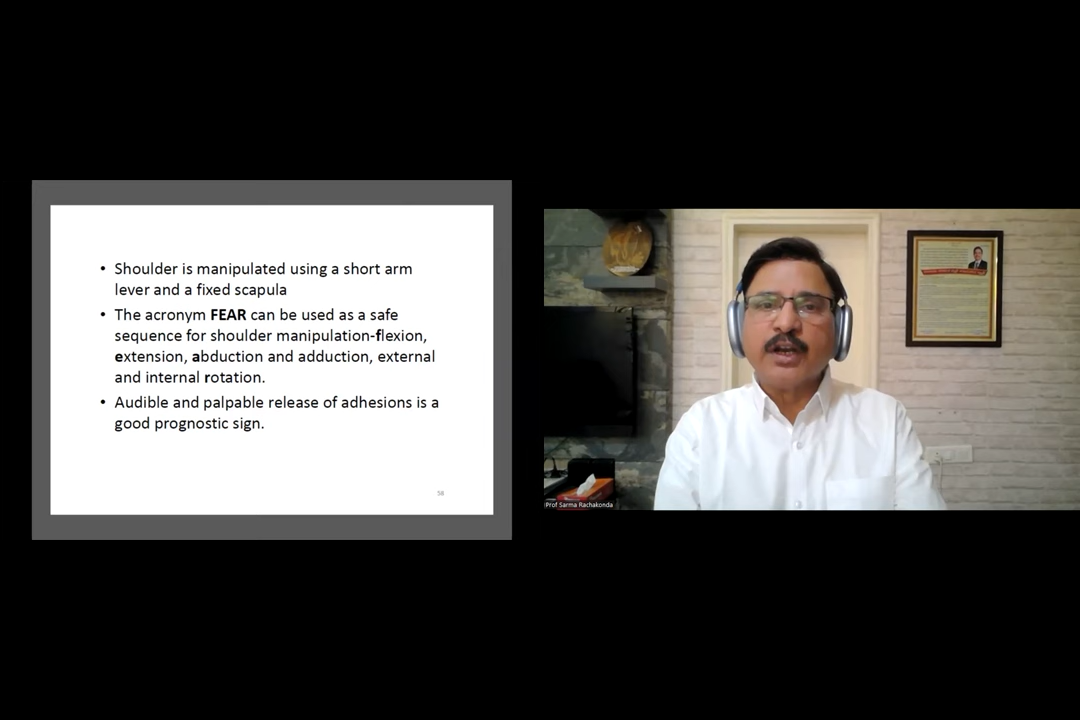 • Shoulder is manipulated using a short arm
lever and a fixed scapula
• The acronym FEAR can be used as a safe
sequence for shoulder manipulation-flexion,
extension, abduction and adduction, external
and internal rotation.
• Audible and palpable release of adhesions is a
good prognostic sign.
58
Prof Sarma Rachakonda